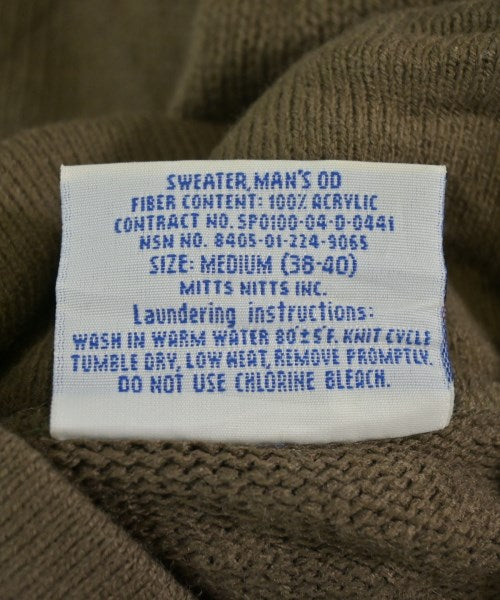 SWEATER, MAN'S OD
FIBER CONTENT: 100% ACRYLIC
CONTRACT NO. SP0100-04-D-0441
NSN NO. 8405-01-224-9065
SIZE: MEDIUM (38-40)
MITTS NITTS INC.
Laundering instructions:
WASH IN WARM WATER 80°±5°F. KNIT CYCLE
TUMBLE DRY, LOW HEAT, REMOVE PROMPTLY.
DO NOT USE CHLORINE BLEACH.